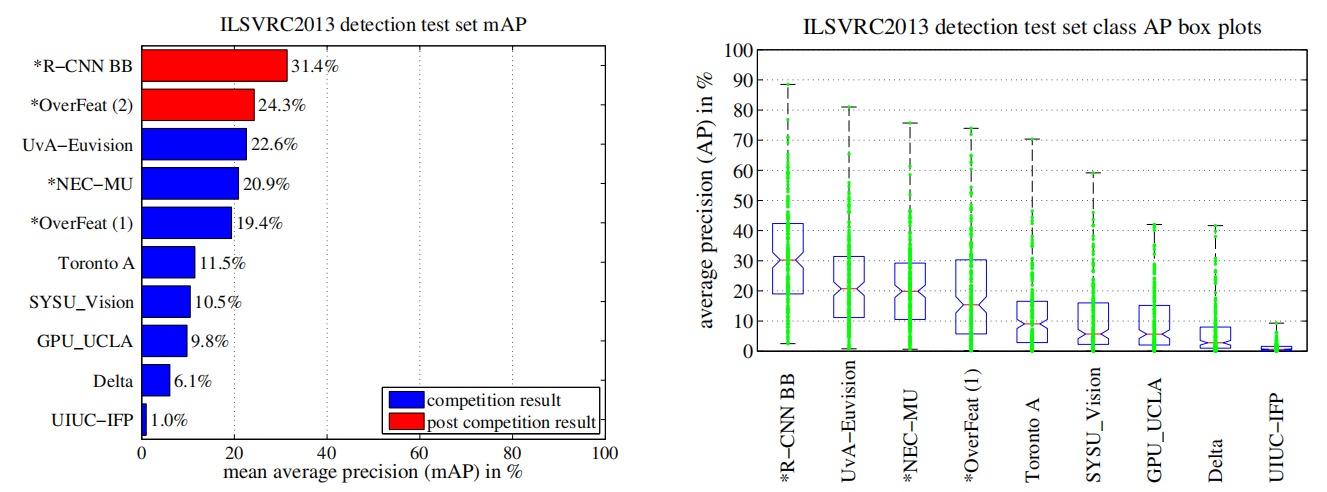 ILSVRC2013 detection test set mAP
*R−CNN BB
31.4%
*OverFeat (2)
24.3%
UvA−Euvision
22.6%
*NEC−MU
20.9%
*OverFeat (1)
19.4%
Toronto A
11.5%
SYSU_Vision
10.5%
GPU_UCLA
9.8%
Delta
6.1%
UIUC−IFP
1.0%
competition result
post competition result
0 20 40 60 80 100
mean average precision (mAP) in %
ILSVRC2013 detection test set class AP box plots
average precision (AP) in %
100
90
80
70
60
50
40
30
20
10
0
*R−CNN BB
UvA−Euvision
*NEC−MU
*OverFeat (1)
Toronto A
SYSU_Vision
GPU_UCLA
Delta
UIUC−IFP